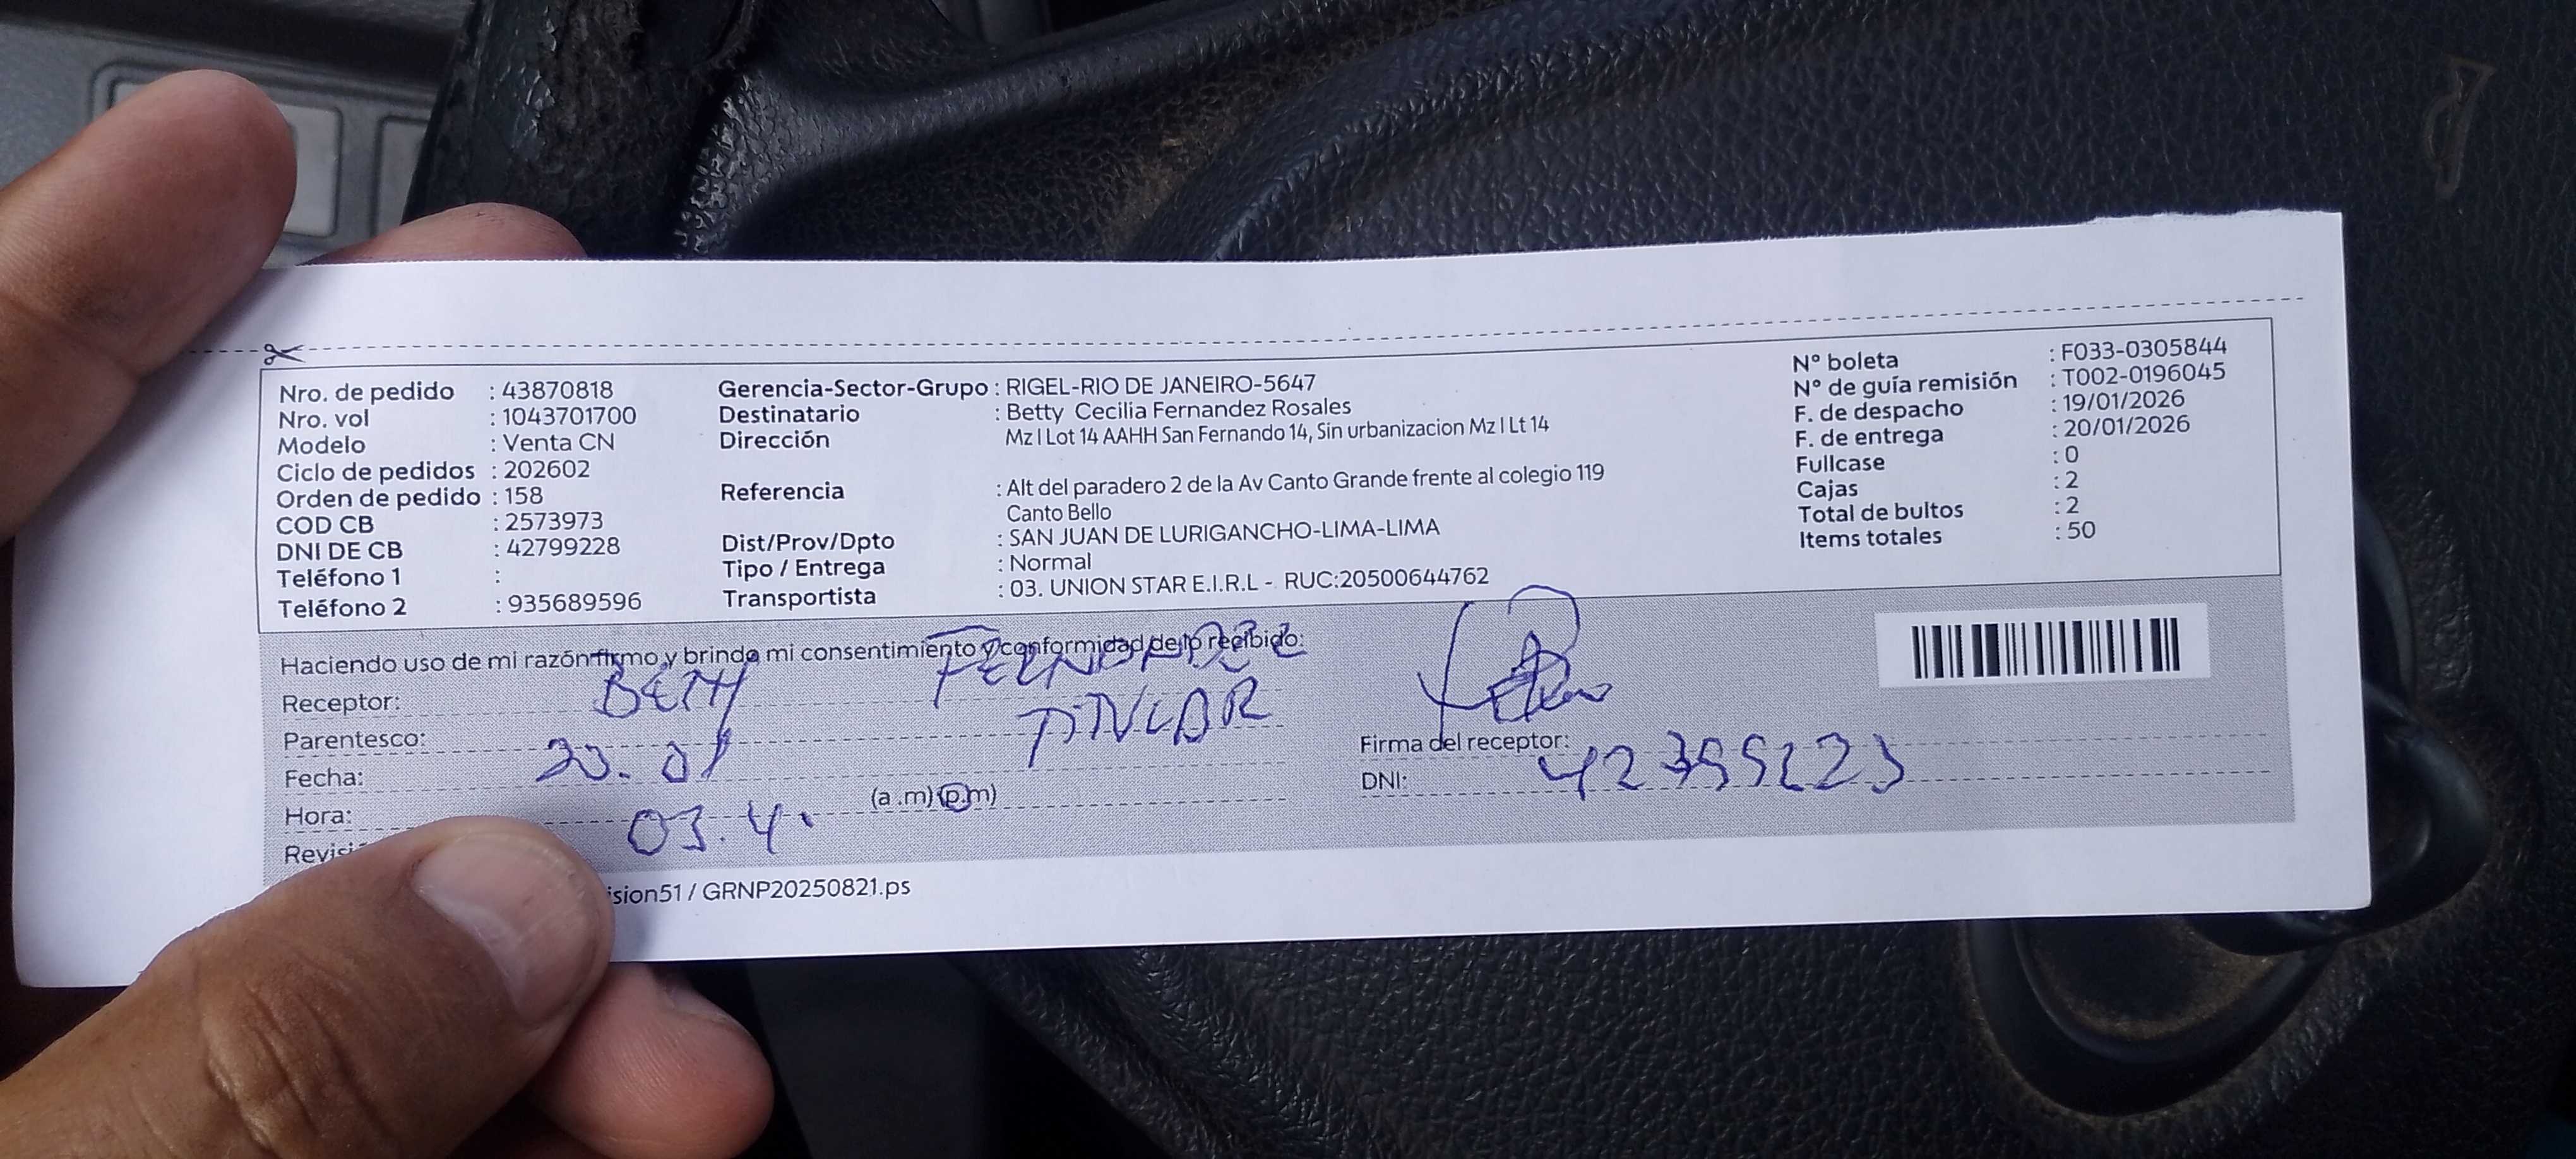 Nro. de pedido : 43870818
Nro. vol : 1043701700
Modelo : Venta CN
Ciclo de pedidos : 202602
Orden de pedido : 158
COD CB : 2573973
DNI DE CB : 42799228
Teléfono 1 :
Teléfono 2 : 935689596
Gerencia-Sector-Grupo : RIGEL-RIO DE JANEIRO-5647
Destinatario : Betty Cecilia Fernandez Rosales
Dirección Mz I Lot 14 AAHH San Fernando 14, Sin urbanizacion Mz I Lt 14
Referencia : Alt del paradero 2 de la Av Canto Grande frente al colegio 119
Canto Bello
Dist/Prov/Dpto : SAN JUAN DE LURIGANCHO-LIMA-LIMA
Tipo / Entrega : Normal
Transportista : 03. UNION STAR E.I.R.L - RUC:20500644762
N° boleta : F033-0305844
N° de guía remisión : T002-0196045
F. de despacho : 19/01/2026
F. de entrega : 20/01/2026
Fullcase : 0
Cajas : 2
Total de bultos : 2
Items totales : 50
Haciendo uso de mi razón firmo y brindo mi consentimiento y conformidad de lo recibido:
Receptor: BETTY FERNANDEZ
Parentesco: TITULAR
Fecha: 20.01
Hora: 03.4. (a.m) (p.m)
Firma del receptor:
DNI:
ision51 / GRNP20250821.ps